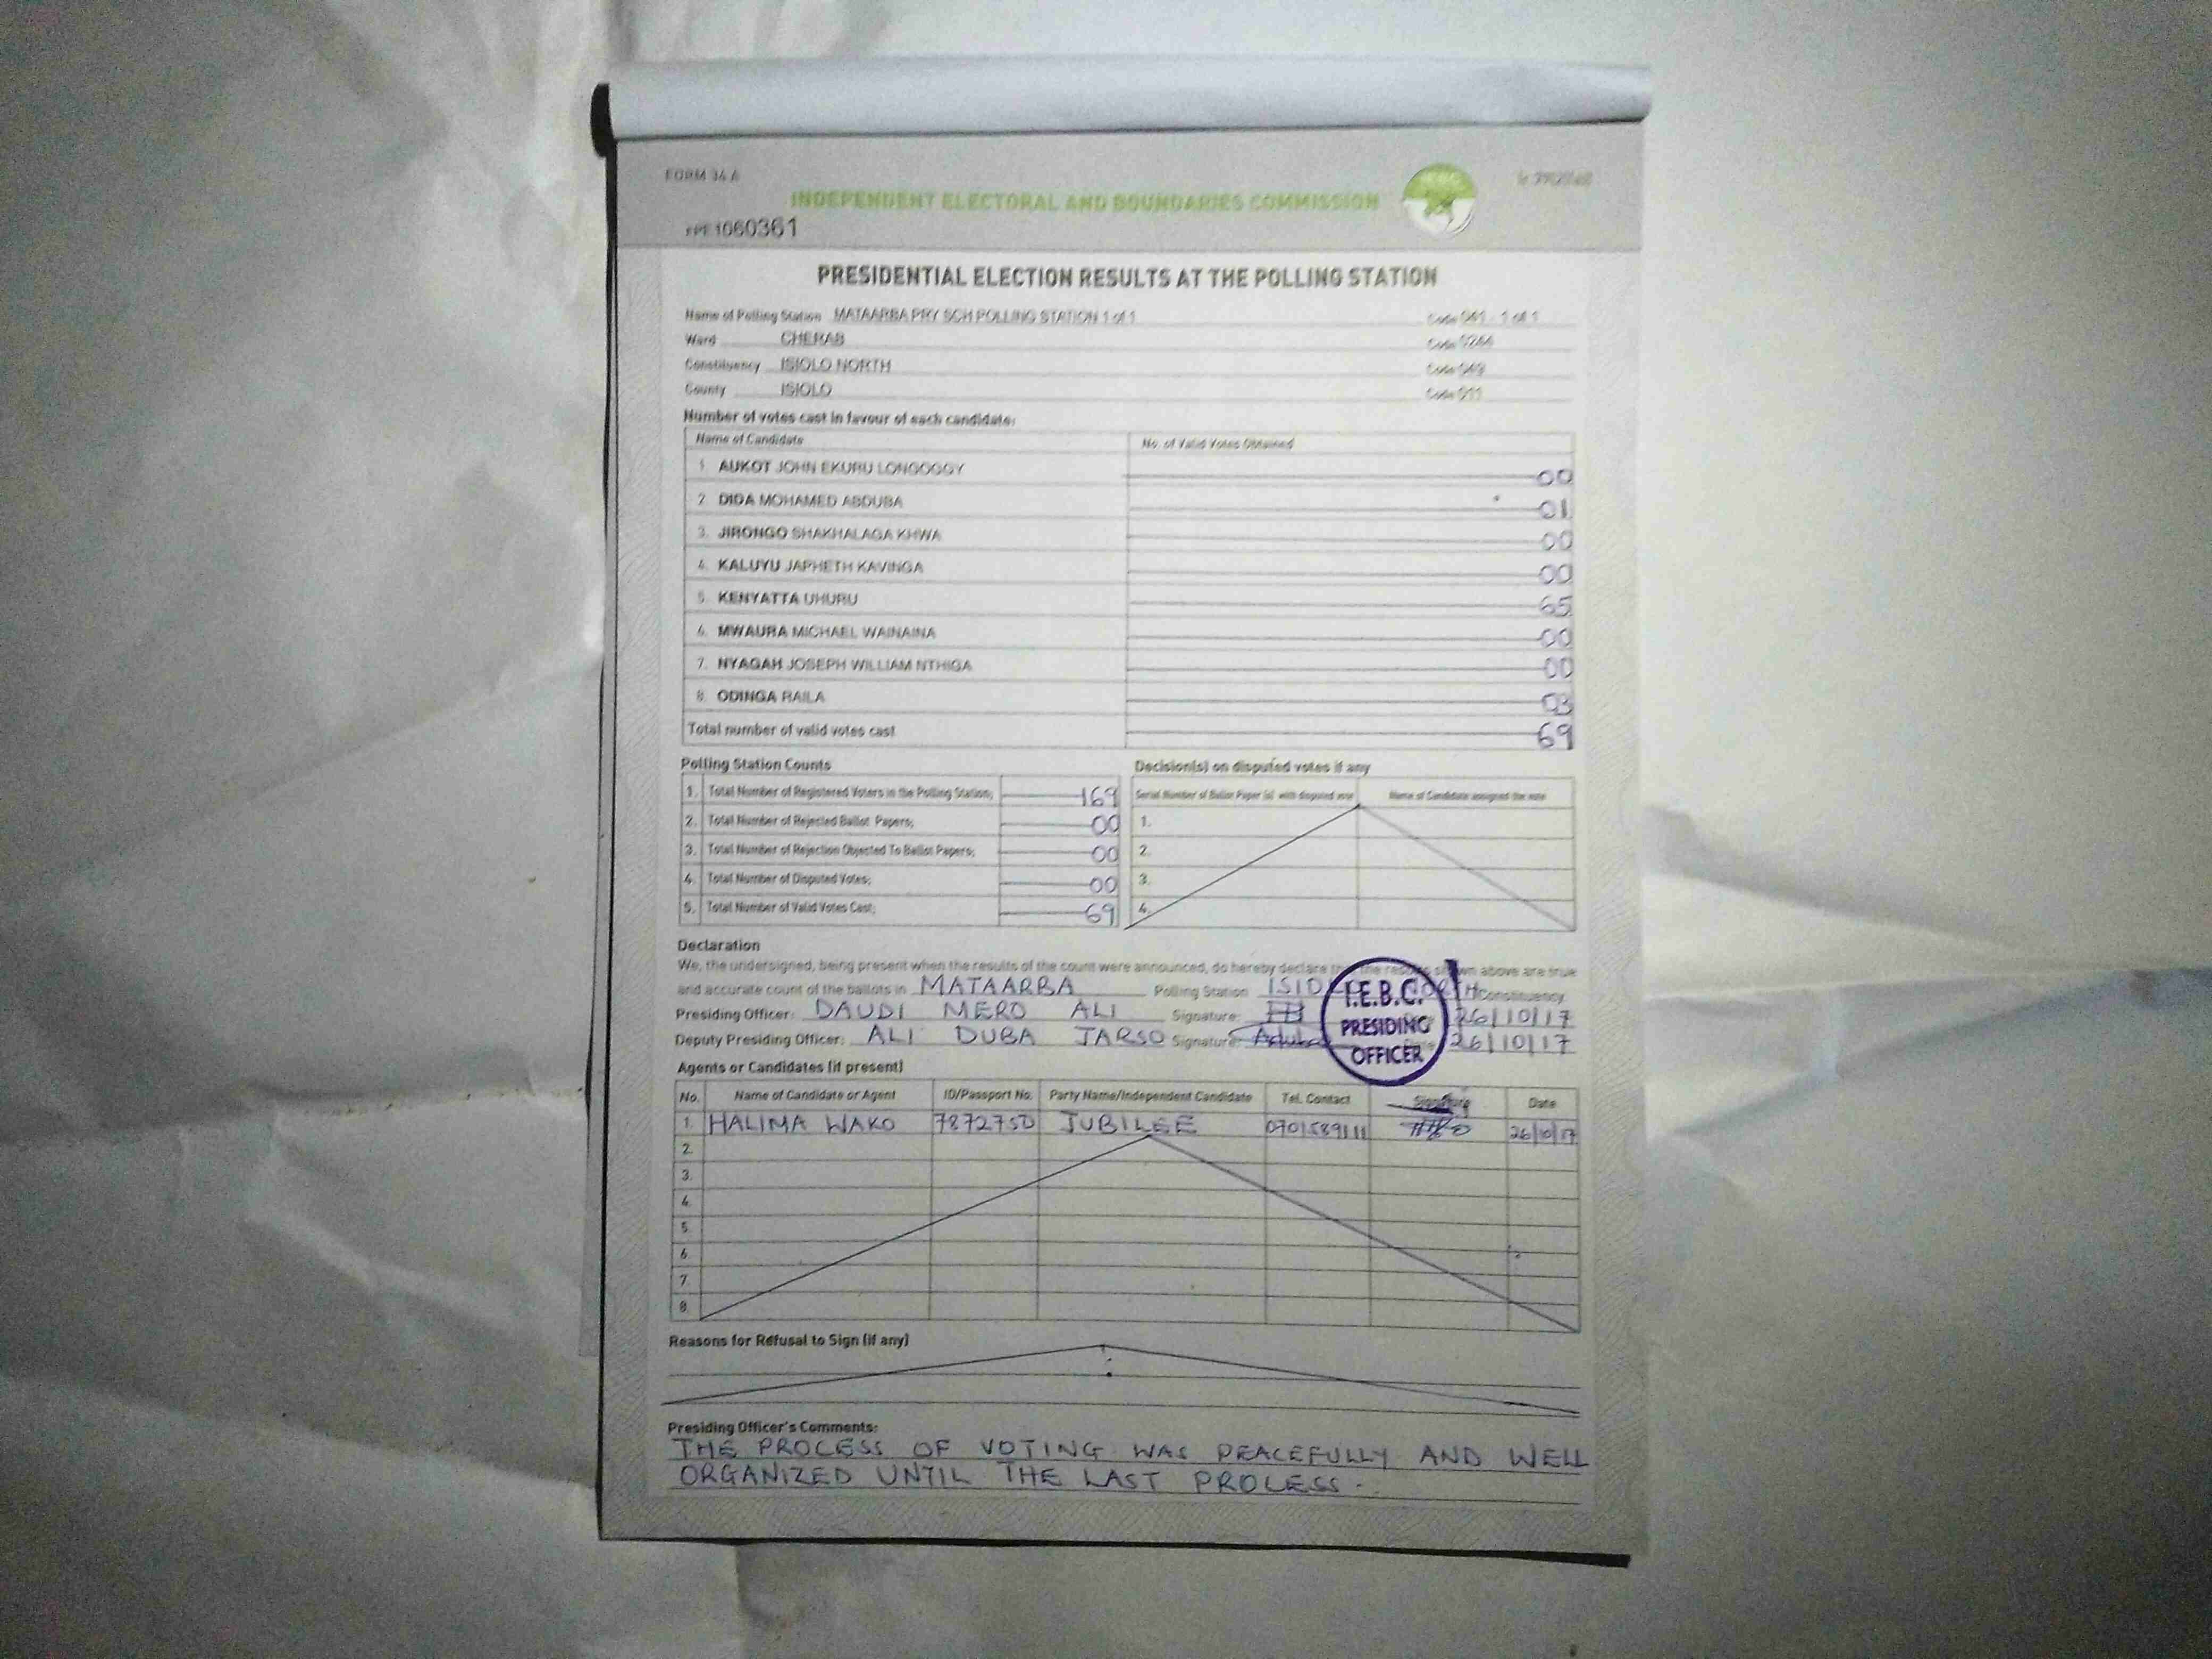 FORM 34 A
INDEPENDENT ELECTORAL AND BOUNDARIES COMMISSION
1060361
PRESIDENTIAL ELECTION RESULTS AT THE POLLING STATION
Name of Polling Station MATAARBA PRY SCH POLLING STATION 1 of 1 Code 1 of 1
Ward CHERAB Code
Constituency ISIOLO NORTH Code
County ISIOLO Code 011
Number of votes cast in favour of each candidate:
Name of Candidate No. of Valid Votes Obtained
1. AUKOT JOHN EKURU LONGOGGY 00
2. DIDA MOHAMED ABDUBA 01
3. JIRONGO SHAKHALAGA KHWA 00
4. KALUYU JAPHETH KAVINGA 00
5. KENYATTA UHURU 65
6. MWAURA MICHAEL WAINAINA 00
7. NYAGAH JOSEPH WILLIAM NTHIGA 00
8. ODINGA RAILA 03
Total number of valid votes cast 69
Polling Station Counts
1. Total Number of Registered Voters in the Polling Station; 169
2. Total Number of Rejected Ballot Papers; 00
3. Total Number of Rejection Objected To Ballot Papers; 00
4. Total Number of Disputed Votes; 00
5. Total Number of Valid Votes Cast; 69
Decision(s) on disputed votes if any
Serial Number of Ballot Paper (s) with disputed vote Name of Candidate assigned the vote
1.
2.
3.
4.
Declaration
We, the undersigned, being present when the results of the count were announced, do hereby declare that the results shown above are true
and accurate count of the ballots in MATAARBA Polling Station ISIOLO NORTH Constituency
Presiding Officer: DAUDI MERO ALI Signature: 26/10/17
Deputy Presiding Officer: ALI DUBA JARSO Signature: Date 26/10/17
I.E.B.C.
PRESIDING
OFFICER
Agents or Candidates (if present)
No. Name of Candidate or Agent ID/Passport No. Party Name/Independent Candidate Tel. Contact Signature Date
1. HALIMA WAKO 7872750 JUBILEE 0701589111 26/10/17
2.
3.
4.
5.
6.
7.
8.
Reasons for Refusal to Sign (if any)
Presiding Officer's Comments:
THE PROCESS OF VOTING WAS PEACEFULLY AND WELL
ORGANIZED UNTIL THE LAST PROCESS.